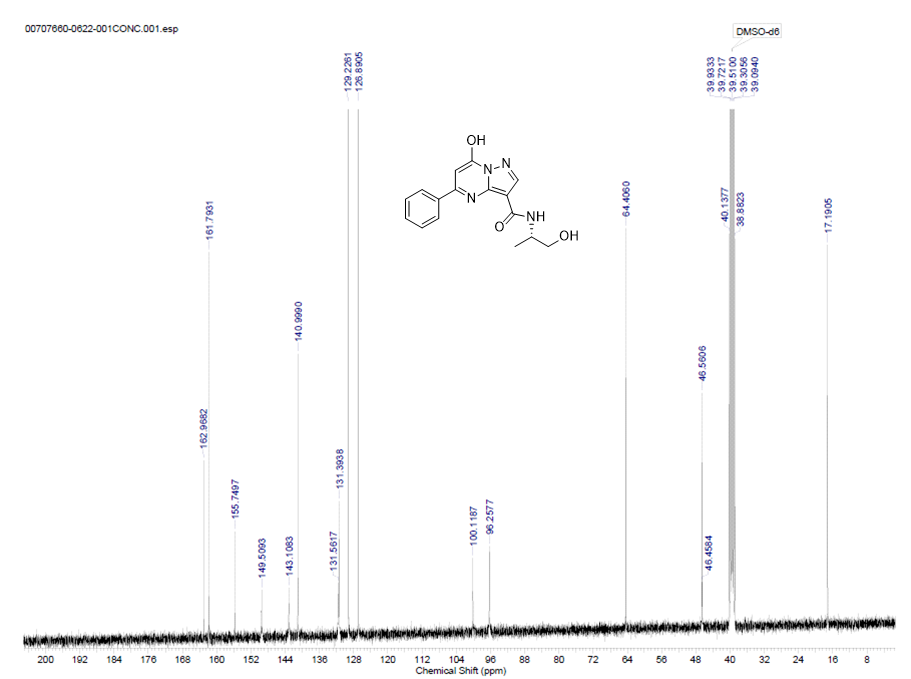 00707660-0622-001CONC.001.esp
DMSO-d6
129.2261
126.8905
39.9333
39.7217
39.5100
39.3056
39.0940
161.7931
64.4060
40.1377
38.8823
17.1905
140.9990
46.5606
162.9682
131.3938
155.7497
100.1187
96.2577
149.5093
143.1083
131.5617
46.4584
OH
N
N
N
O
NH
OH
200 192 184 176 168 160 152 144 136 128 120 112 104 96 88 80 72 64 56 48 40 32 24 16 8
Chemical Shift (ppm)